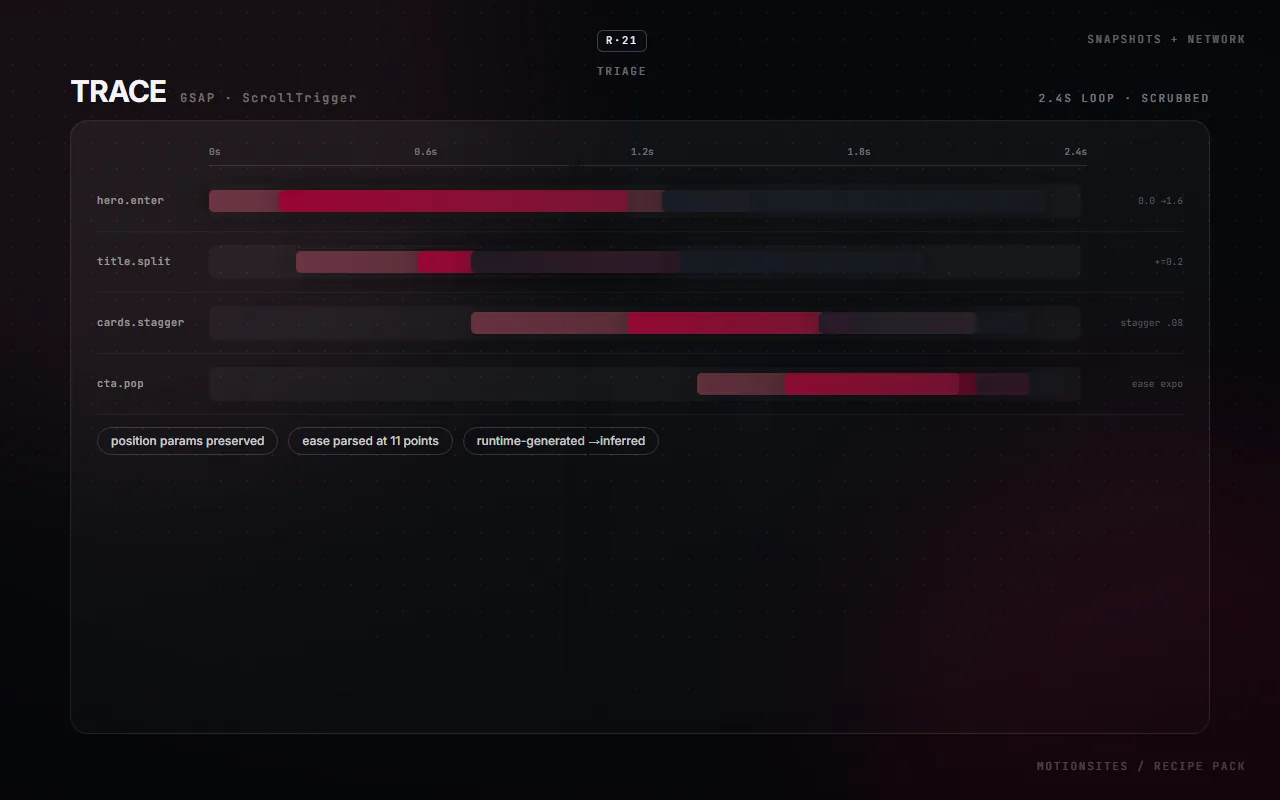 R·21
SNAPSHOTS + NETWORK
TRIAGE
TRACE GSAP · ScrollTrigger
2.4S LOOP · SCRUBBED
0s 0.6s 1.2s 1.8s 2.4s
hero.enter 0.0 →1.6
title.split +=0.2
cards.stagger stagger .08
cta.pop ease expo
position params preserved ease parsed at 11 points runtime-generated →inferred
MOTIONSITES / RECIPE PACK